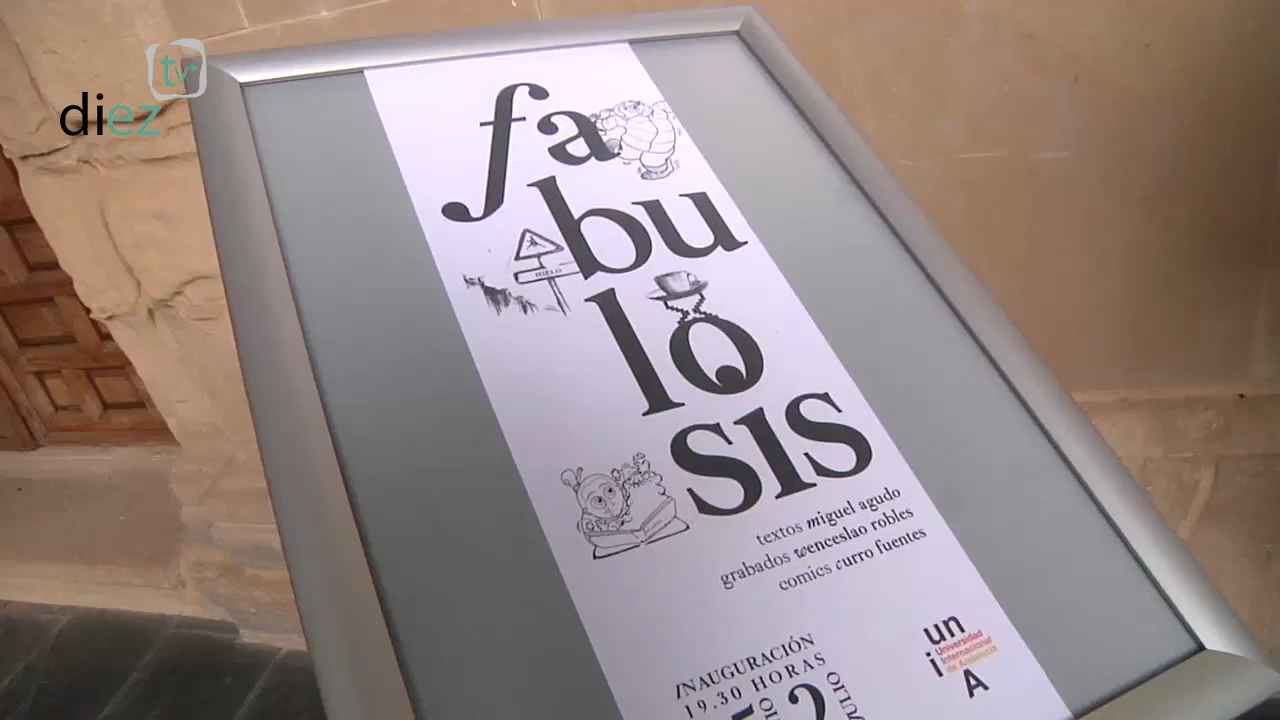 diez tv
fa
bu
HIELO
lo
sis
textos miguel agudo
grabados wenceslao robles
comics curro fuentes
INAUGURACIÓN
19.30 HORAS
un
i
A
Universidad
Internacional
de Andalucía